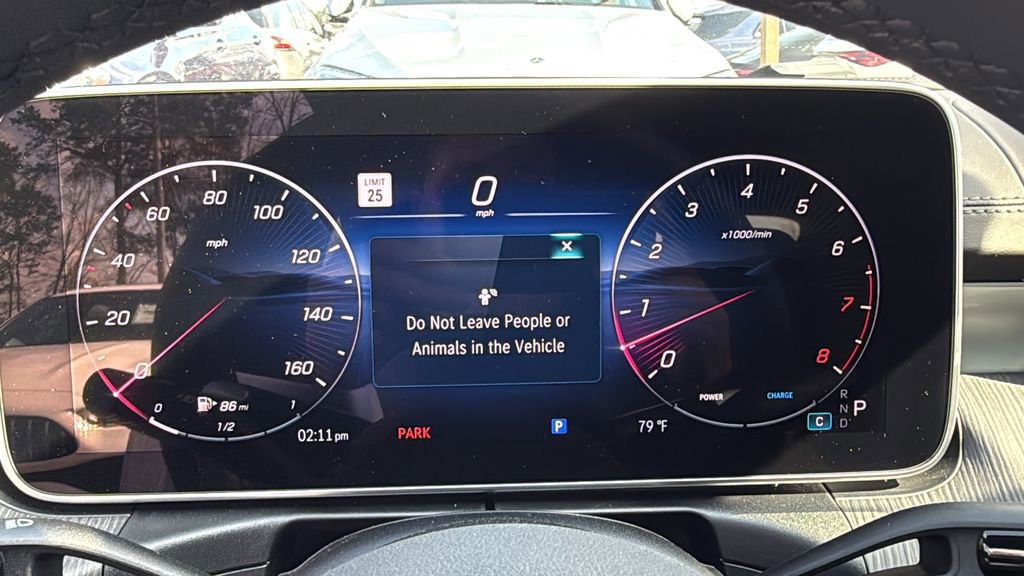 LIMIT
25
0
mph
0
20
40
60
80
100
120
140
160
mph
0
86 mi
1/2
1
02:11 pm
Do Not Leave People or
Animals in the Vehicle
PARK
P
79 °F
0
1
2
3
4
5
6
7
8
x1000/min
POWER
CHARGE
C
R
N
D
P